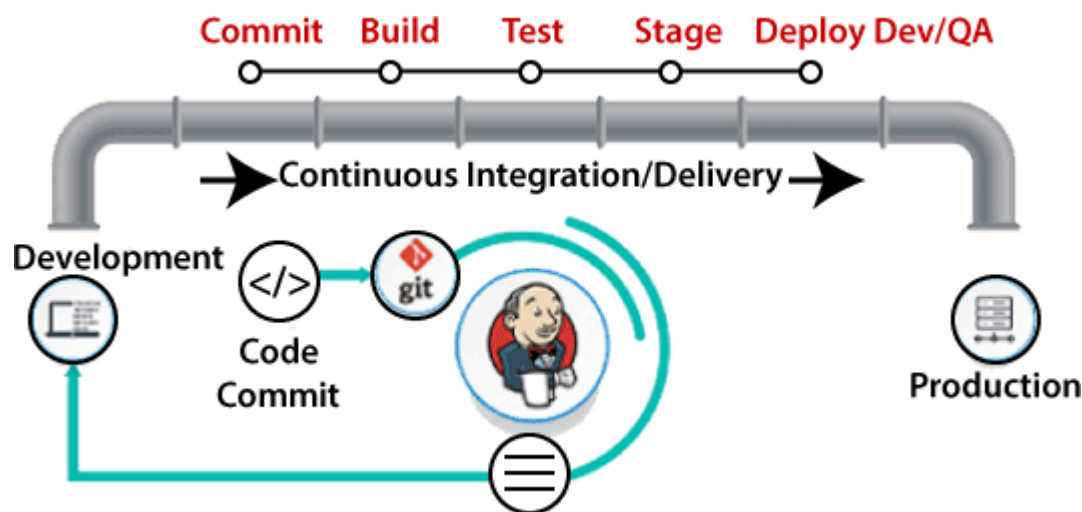 Commit Build Test Stage Deploy Dev/QA
Continuous Integration/Delivery
Development
</>
git
Code
Commit
Production